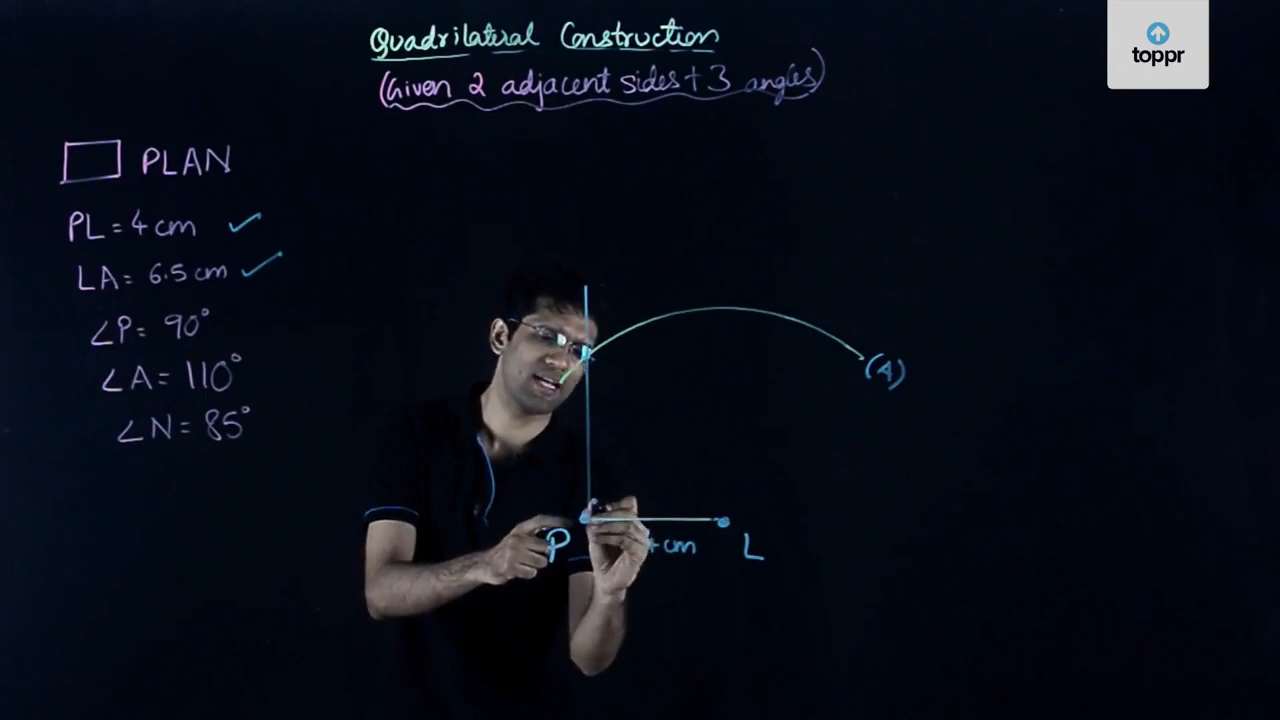 Quadrilateral Construction
(Given 2 adjacent sides + 3 angles)
toppr
PLAN
PL = 4 cm
LA = 6.5 cm
∠P = 90°
∠A = 110°
∠N = 85°
(A)
P
cm
L